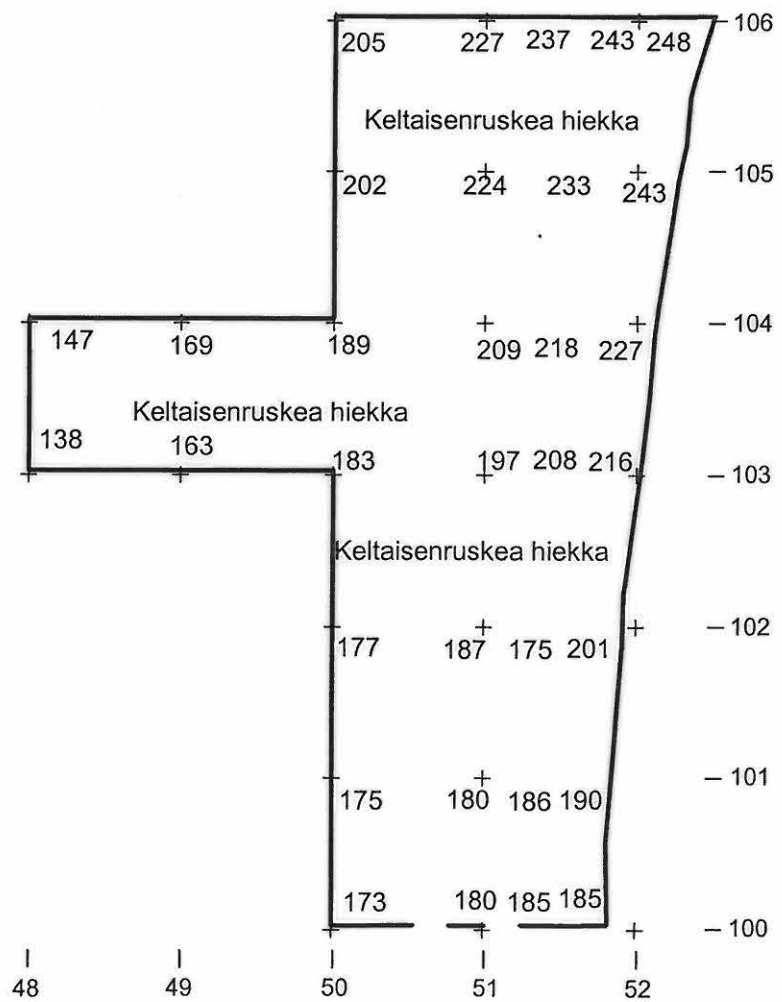 106
205 227 237 243 248
Keltaisenruskea hiekka
105
202 224 233 243
104
147 169 189 209 218 227
Keltaisenruskea hiekka
138 163 183 197 208 216
103
Keltaisenruskea hiekka
102
177 187 175 201
101
175 180 186 190
173 180 185 185
100
48 49 50 51 52